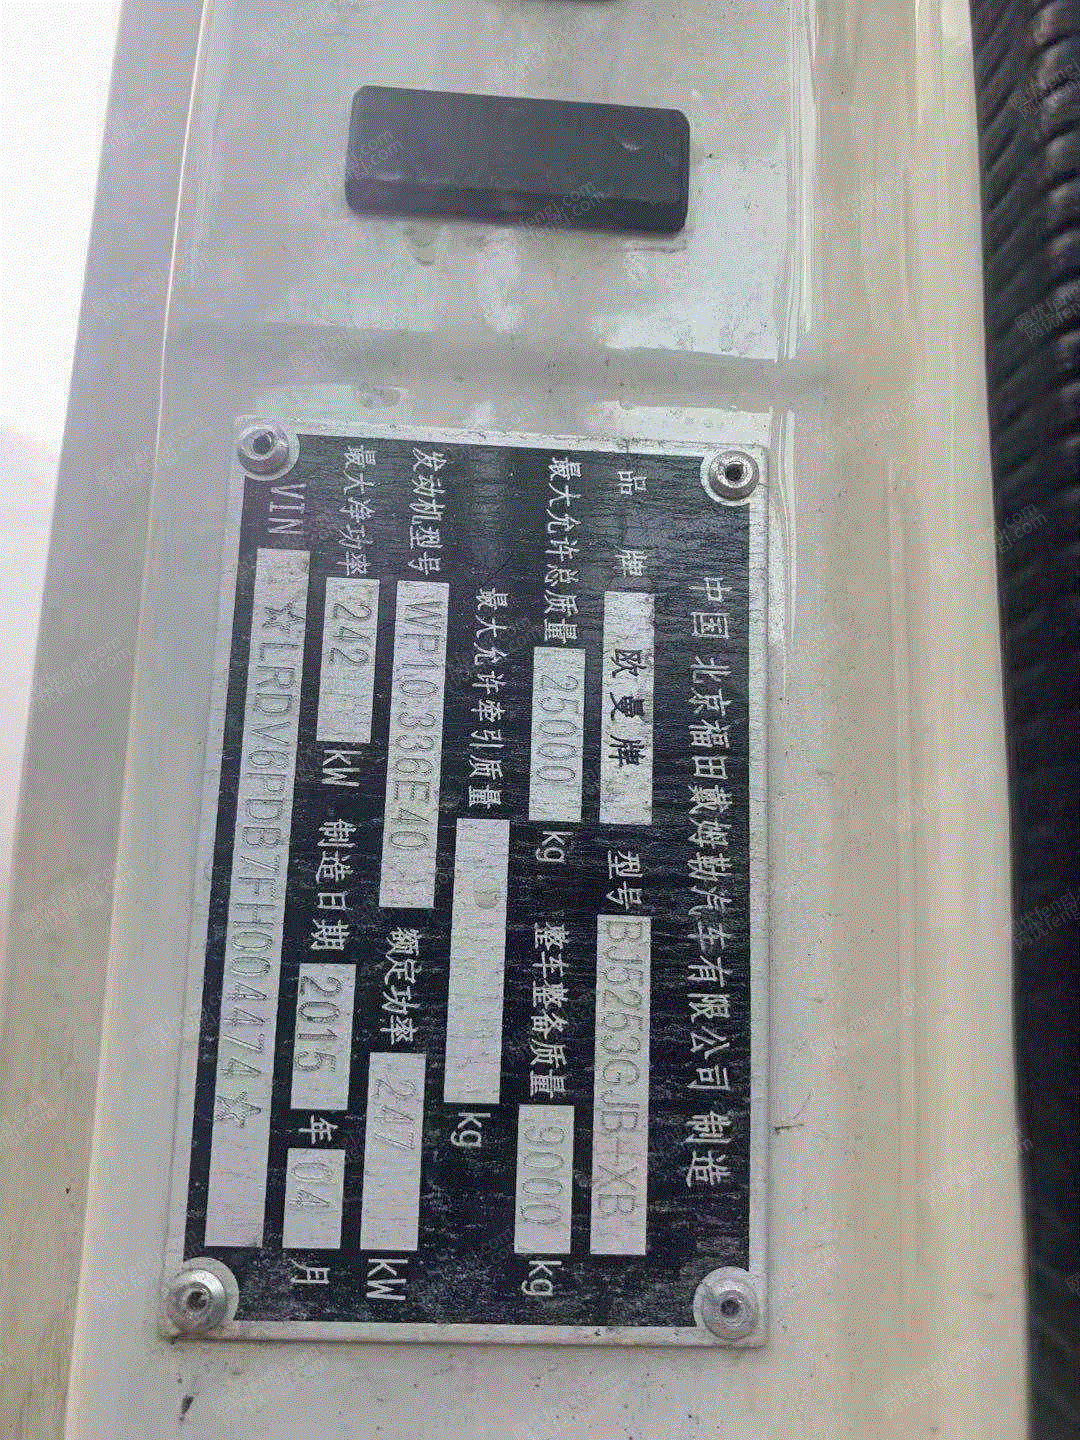 中国 北京福田戴姆勒汽车有限公司 制造
品 牌 欧曼牌 型号 BJ5253GJB-XB
最大允许总质量 25000 kg 整车整备质量 9000 kg
最大允许牵引质量 kg
发动机型号 WP10.336E40 额定功率 247 kW
最大净功率 242 kW 制造日期 2015 年 04 月
VIN ☆LRDV6PDB7FH004474☆